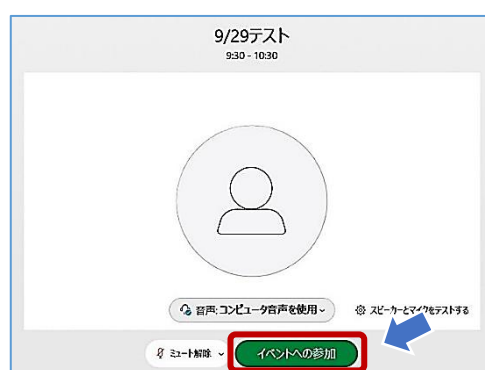 9/29テスト
9:30 - 10:30
音声: コンピュータ音声を使用
スピーカーとマイクをテストする
ミュート解除
イベントへの参加